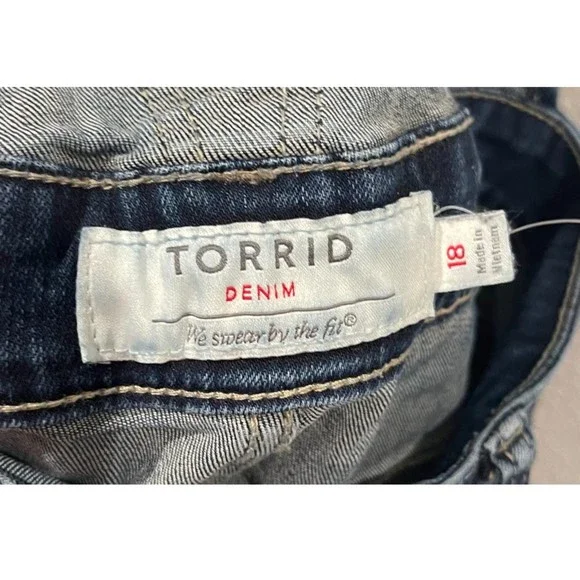 TORRID
DENIM
We swear by the fit®
18
Made in
Vietnam